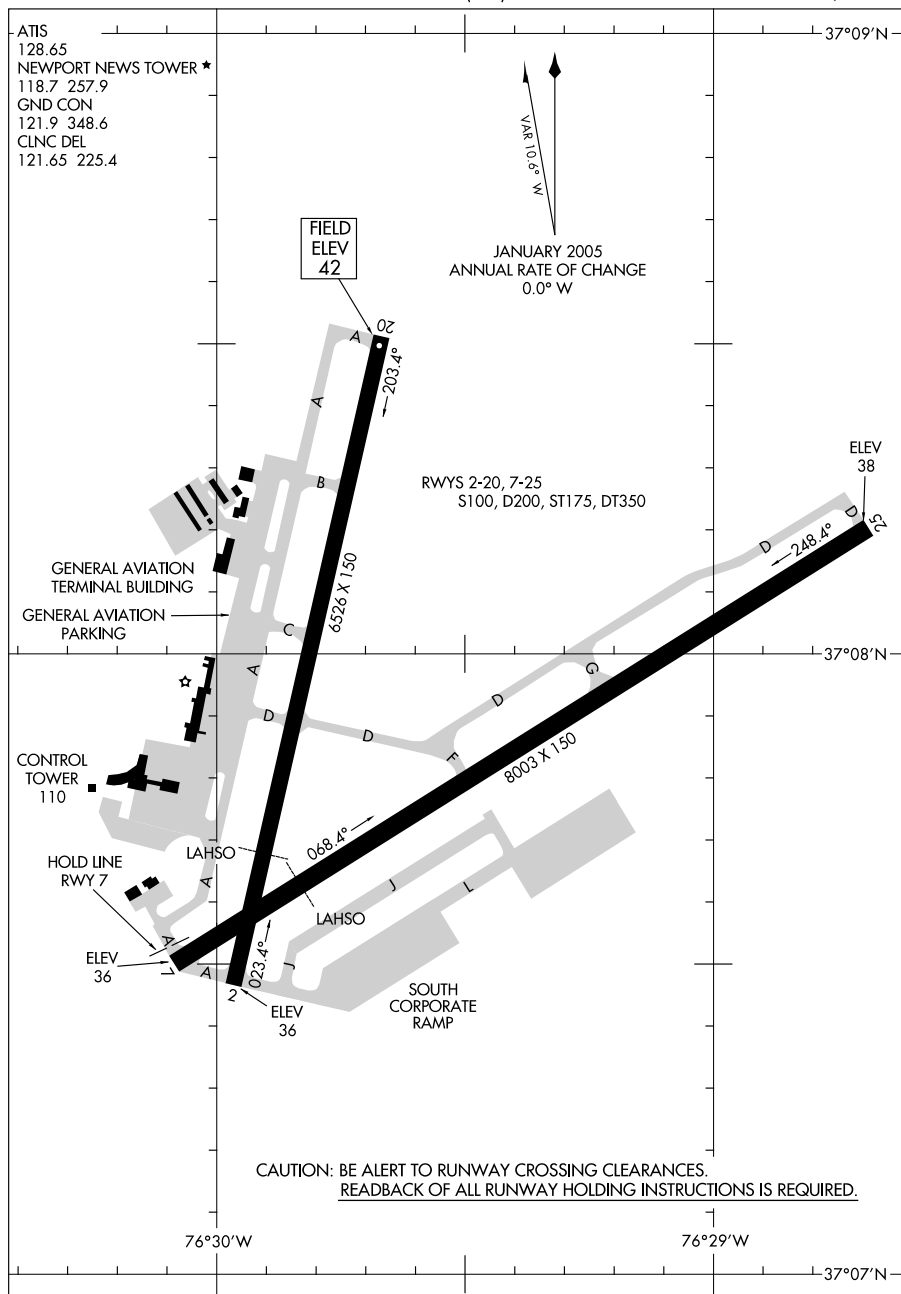 ATIS
128.65
NEWPORT NEWS TOWER
118.7 257.9
GND CON
121.9 348.6
CLNC DEL
121.65 225.4
37°09'N
VAR 10.6° W
JANUARY 2005
ANNUAL RATE OF CHANGE
0.0° W
FIELD
ELEV
42
20
203.4°
A
A
B
RWYS 2-20, 7-25
S100, D200, ST175, DT350
ELEV
38
D
25
D
248.4°
GENERAL AVIATION
TERMINAL BUILDING
GENERAL AVIATION
PARKING
6526 X 150
C
A
37°08'N
G
D
D
D
F
8003 X 150
CONTROL
TOWER
110
068.4°
LAHSO
HOLD LINE
RWY 7
A
J
L
LAHSO
A
ELEV
36
7
A
023.4°
J
2
ELEV
36
SOUTH
CORPORATE
RAMP
CAUTION: BE ALERT TO RUNWAY CROSSING CLEARANCES.
READBACK OF ALL RUNWAY HOLDING INSTRUCTIONS IS REQUIRED.
76°30'W
76°29'W
37°07'N